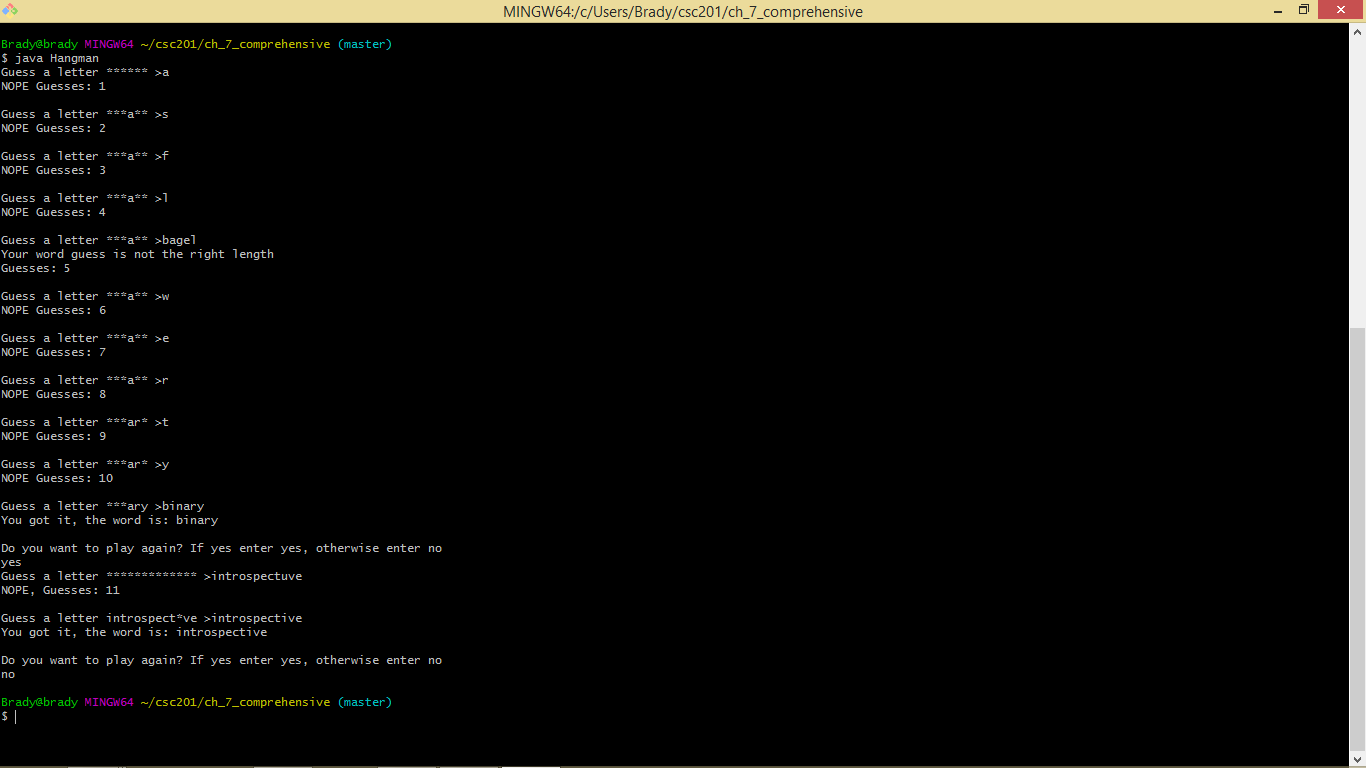 MINGW64:/c/Users/Brady/csc201/ch_7_comprehensive
Brady@brady MINGW64 ~/csc201/ch_7_comprehensive (master)
$ java Hangman
Guess a letter ****** >a
NOPE Guesses: 1
Guess a letter ***a** >s
NOPE Guesses: 2
Guess a letter ***a** >f
NOPE Guesses: 3
Guess a letter ***a** >l
NOPE Guesses: 4
Guess a letter ***a** >bagel
Your word guess is not the right length
Guesses: 5
Guess a letter ***a** >w
NOPE Guesses: 6
Guess a letter ***a** >e
NOPE Guesses: 7
Guess a letter ***a** >r
NOPE Guesses: 8
Guess a letter ***ar* >t
NOPE Guesses: 9
Guess a letter ***ar* >y
NOPE Guesses: 10
Guess a letter ***ary >binary
You got it, the word is: binary
Do you want to play again? If yes enter yes, otherwise enter no
yes
Guess a letter ************* >introspectuve
NOPE, Guesses: 11
Guess a letter introspect*ve >introspective
You got it, the word is: introspective
Do you want to play again? If yes enter yes, otherwise enter no
no
Brady@brady MINGW64 ~/csc201/ch_7_comprehensive (master)
$